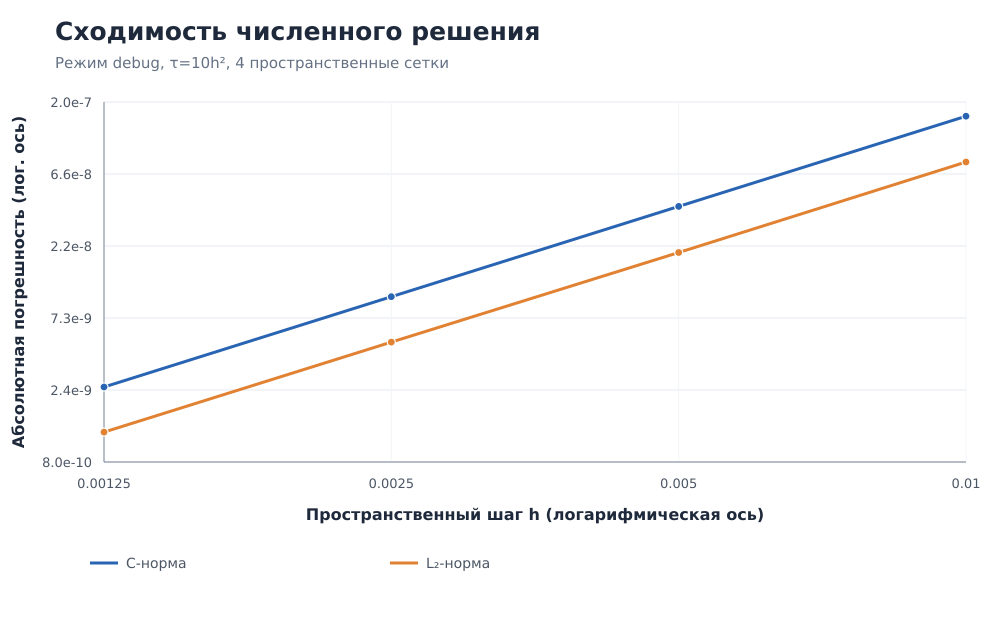 Сходимость численного решения
Режим debug, τ=10h², 4 пространственные сетки
Абсолютная погрешность (лог. ось)
2.0e-7
6.6e-8
2.2e-8
7.3e-9
2.4e-9
8.0e-10
0.00125 0.0025 0.005 0.01
Пространственный шаг h (логарифмическая ось)
C-норма L₂-норма